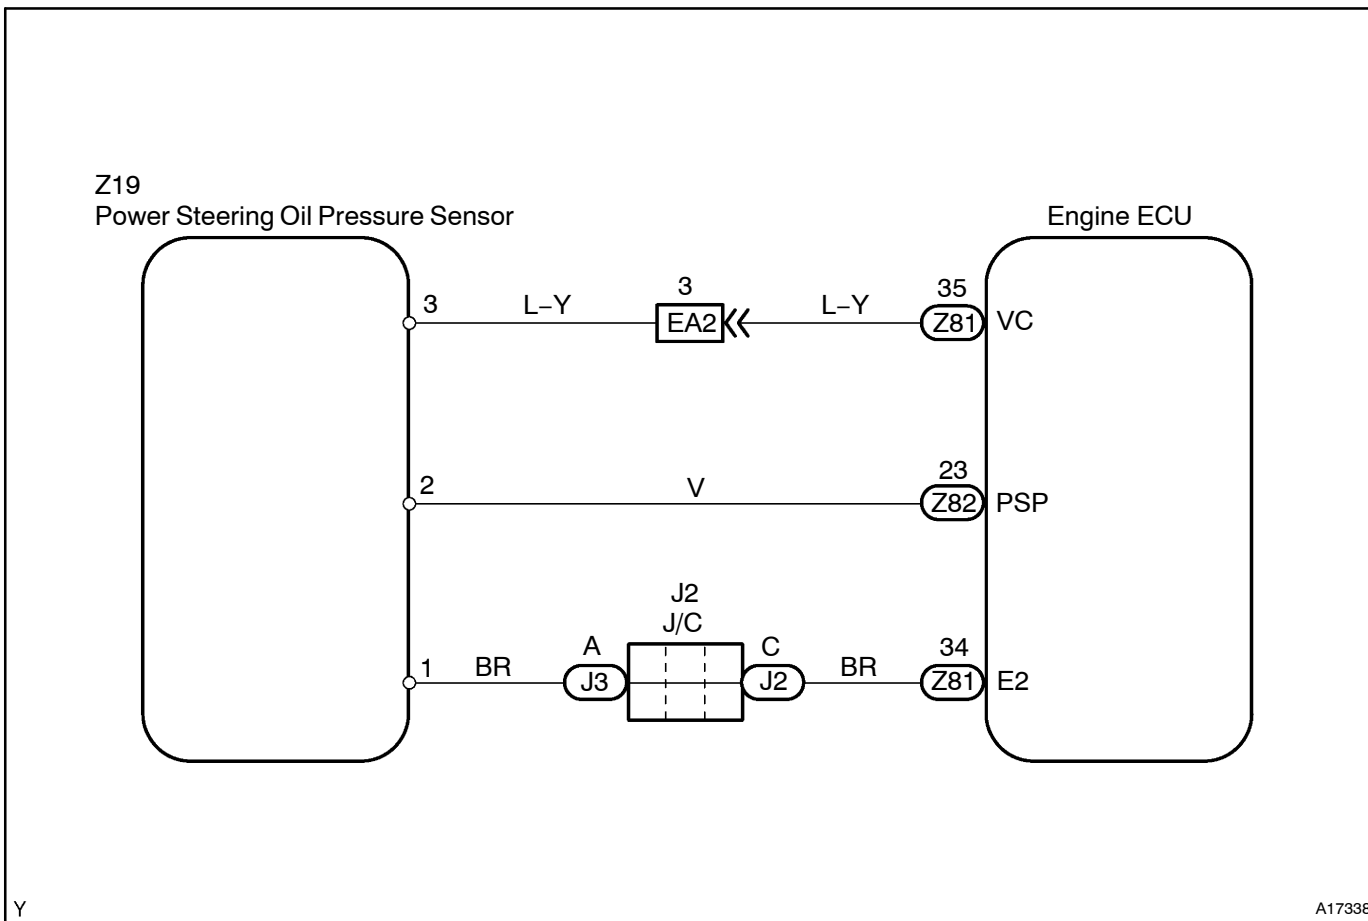 Z19
Power Steering Oil Pressure Sensor
Engine ECU
3
L−Y
3
EA2
L−Y
35
Z81
VC
2
V
23
Z82
PSP
J2
J/C
1
BR
A
J3
C
J2
BR
34
Z81
E2
Y
A17338